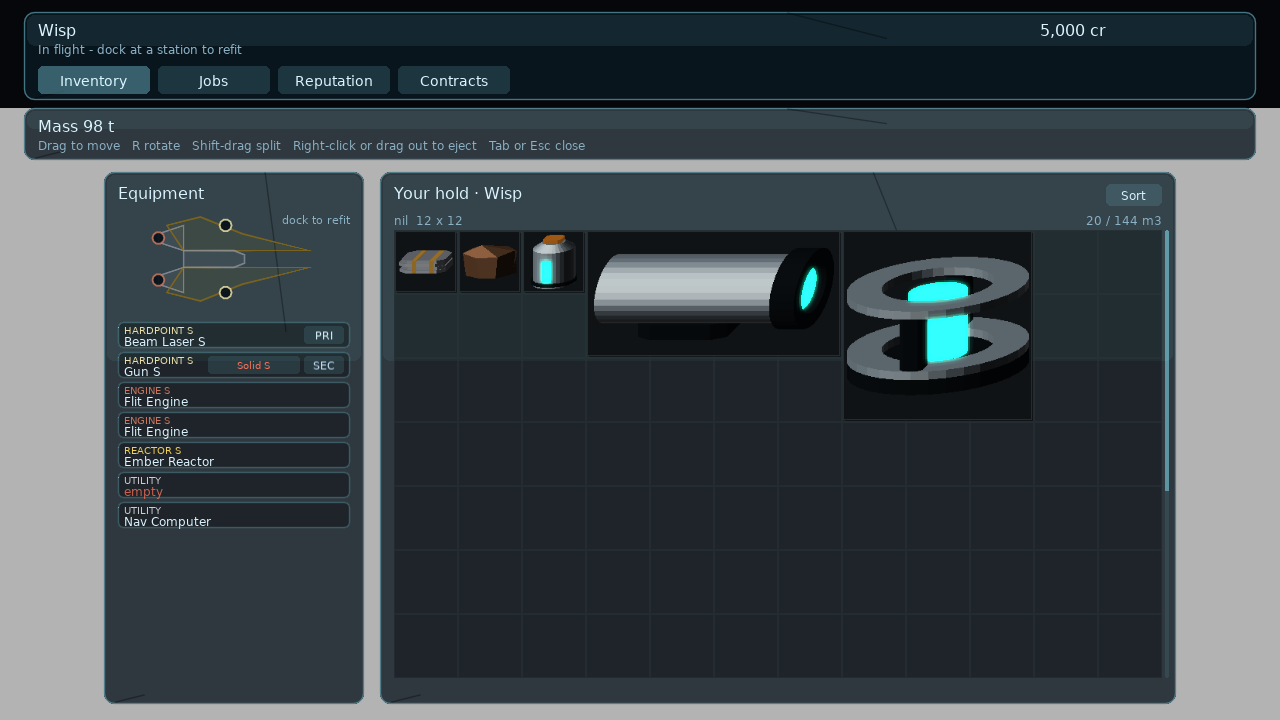 Wisp
5,000 cr
In flight - dock at a station to refit
Inventory
Jobs
Reputation
Contracts
Mass 98 t
Drag to move   R rotate   Shift-drag split   Right-click or drag out to eject   Tab or Esc close
Equipment
dock to refit
HARDPOINT S
Beam Laser S
PRI
HARDPOINT S
Gun S
Solid S
SEC
ENGINE S
Flit Engine
ENGINE S
Flit Engine
REACTOR S
Ember Reactor
UTILITY
empty
UTILITY
Nav Computer
Your hold · Wisp
Sort
nil  12 x 12
20 / 144 m3